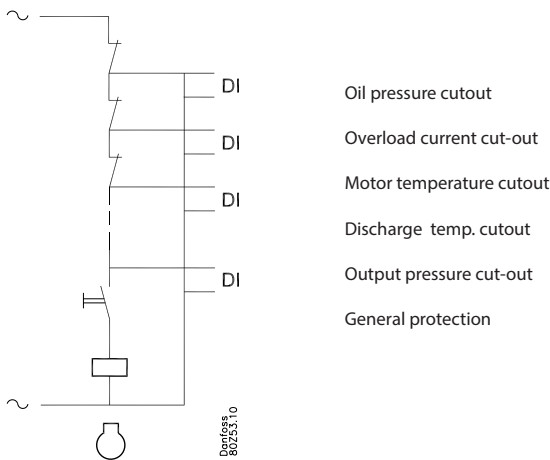 DI
Oil pressure cutout
DI
Overload current cut-out
DI
Motor temperature cutout
Discharge temp. cutout
DI
Output pressure cut-out
General protection
Danfoss
80Z53.10